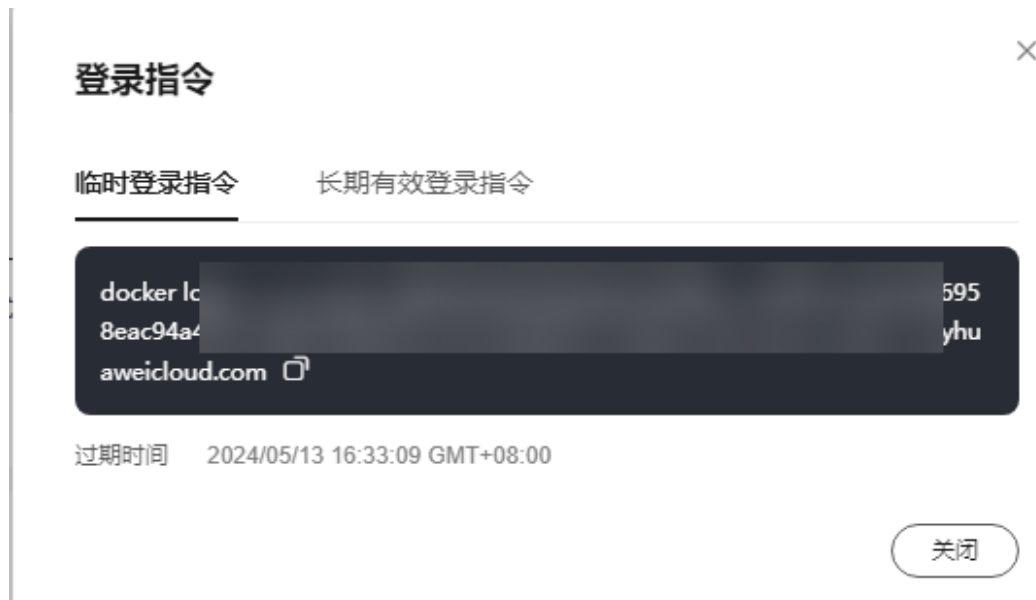 登录指令
临时登录指令 长期有效登录指令
docker lo 695
8eac94a4 yhu
aweicloud.com
过期时间 2024/05/13 16:33:09 GMT+08:00
关闭